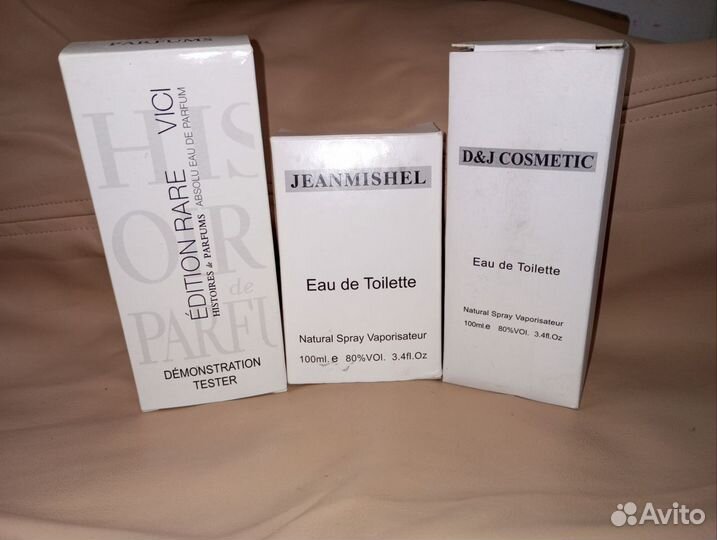 PARFUMS
HIS
OIR
de
PARFU
ÉDITION RARE VICI
HISTOIRES de PARFUMS ABSOLU EAU DE PARFUM
DÉMONSTRATION
TESTER
JEANMISHEL
Eau de Toilette
Natural Spray Vaporisateur
100ml.e 80%VOl. 3.4fl.Oz
D&J COSMETIC
Eau de Toilette
Natural Spray Vaporisateur
100ml.e 80%VOl. 3.4fl.Oz
Avito